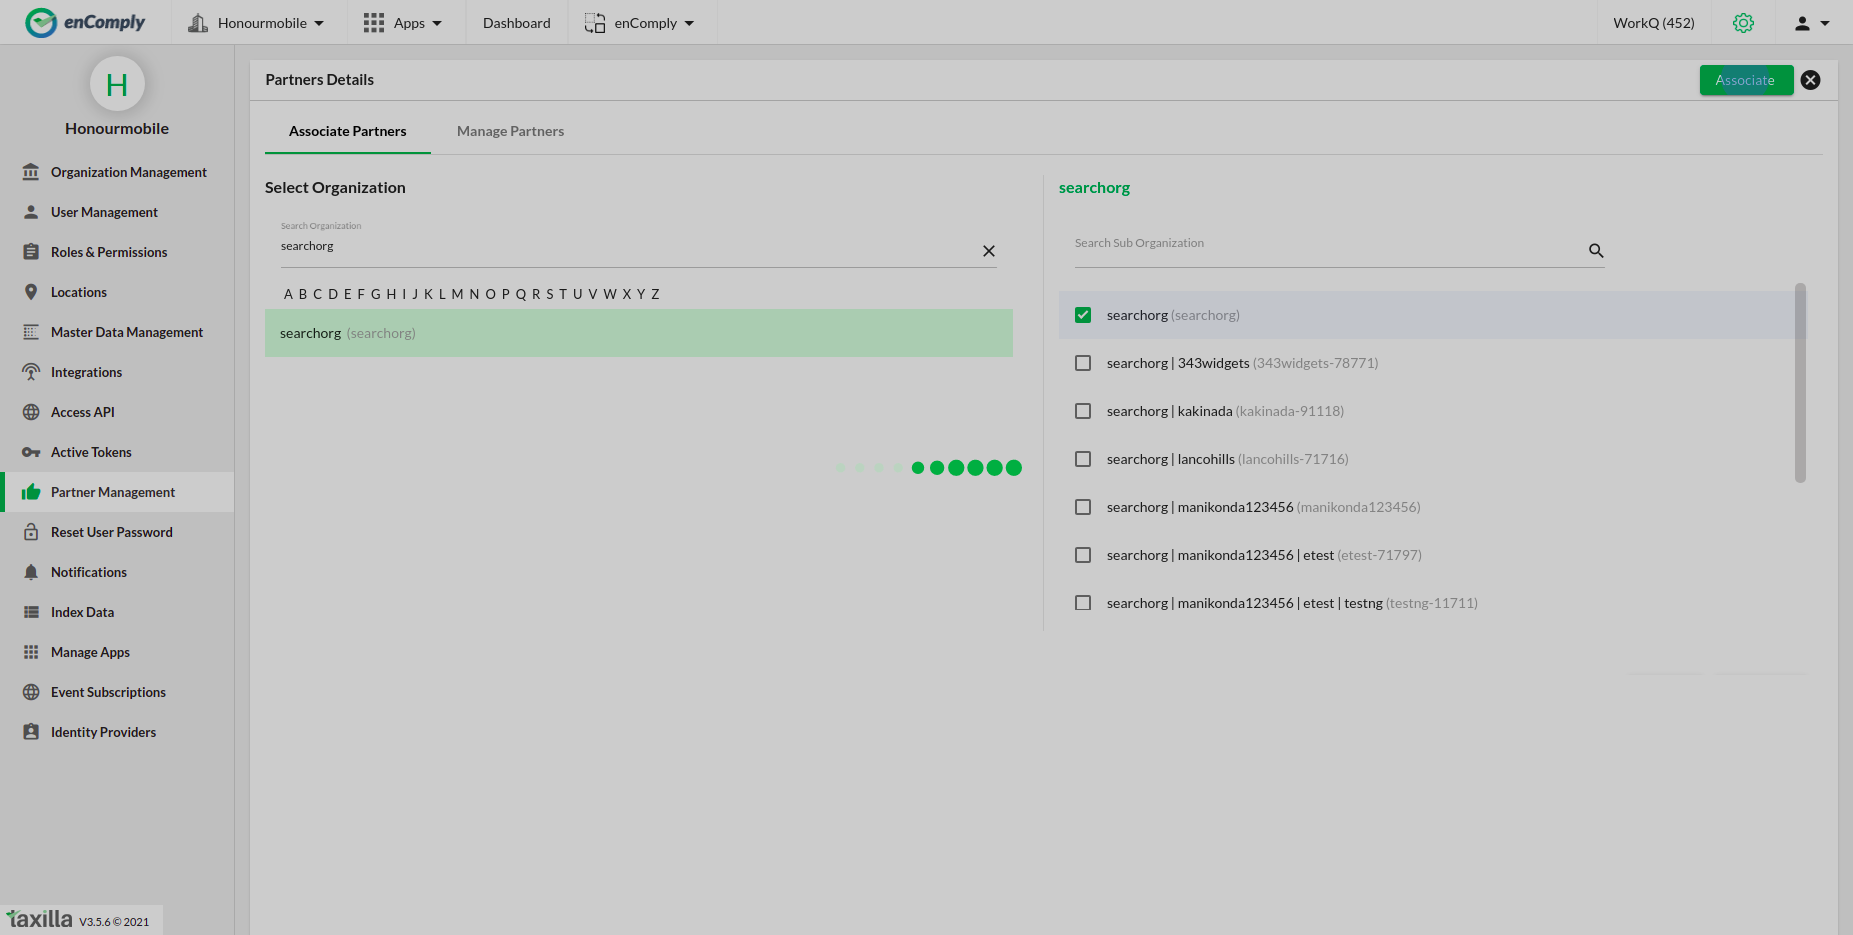 enComply
Honourmobile
Apps
Dashboard
enComply
WorkQ (452)
H
Honourmobile
Organization Management
User Management
Roles & Permissions
Locations
Master Data Management
Integrations
Access API
Active Tokens
Partner Management
Reset User Password
Notifications
Index Data
Manage Apps
Event Subscriptions
Identity Providers
taxilla V3.5.6 © 2021
Partners Details
Associate
Associate Partners
Manage Partners
Select Organization
Search Organization
searchorg
A B C D E F G H I J K L M N O P Q R S T U V W X Y Z
searchorg (searchorg)
searchorg
Search Sub Organization
searchorg (searchorg)
searchorg | 343widgets (343widgets-78771)
searchorg | kakinada (kakinada-91118)
searchorg | lancohills (lancohills-71716)
searchorg | manikonda123456 (manikonda123456)
searchorg | manikonda123456 | etest (etest-71797)
searchorg | manikonda123456 | etest | testng (testng-11711)